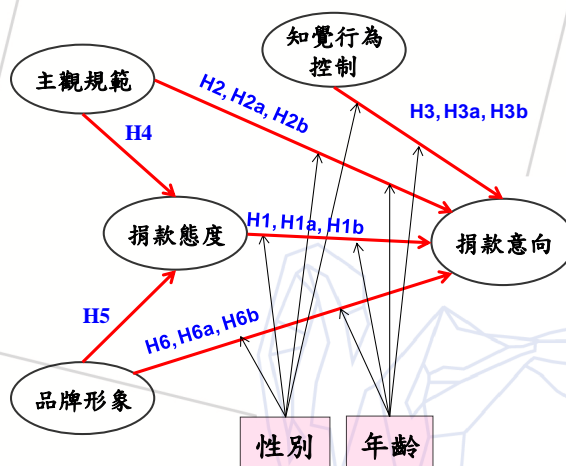 知覺行為
控制
主觀規範
H2, H2a, H2b
H3, H3a, H3b
H4
捐款態度
H1, H1a, H1b
捐款意向
H5
H6, H6a, H6b
品牌形象
性別
年齡